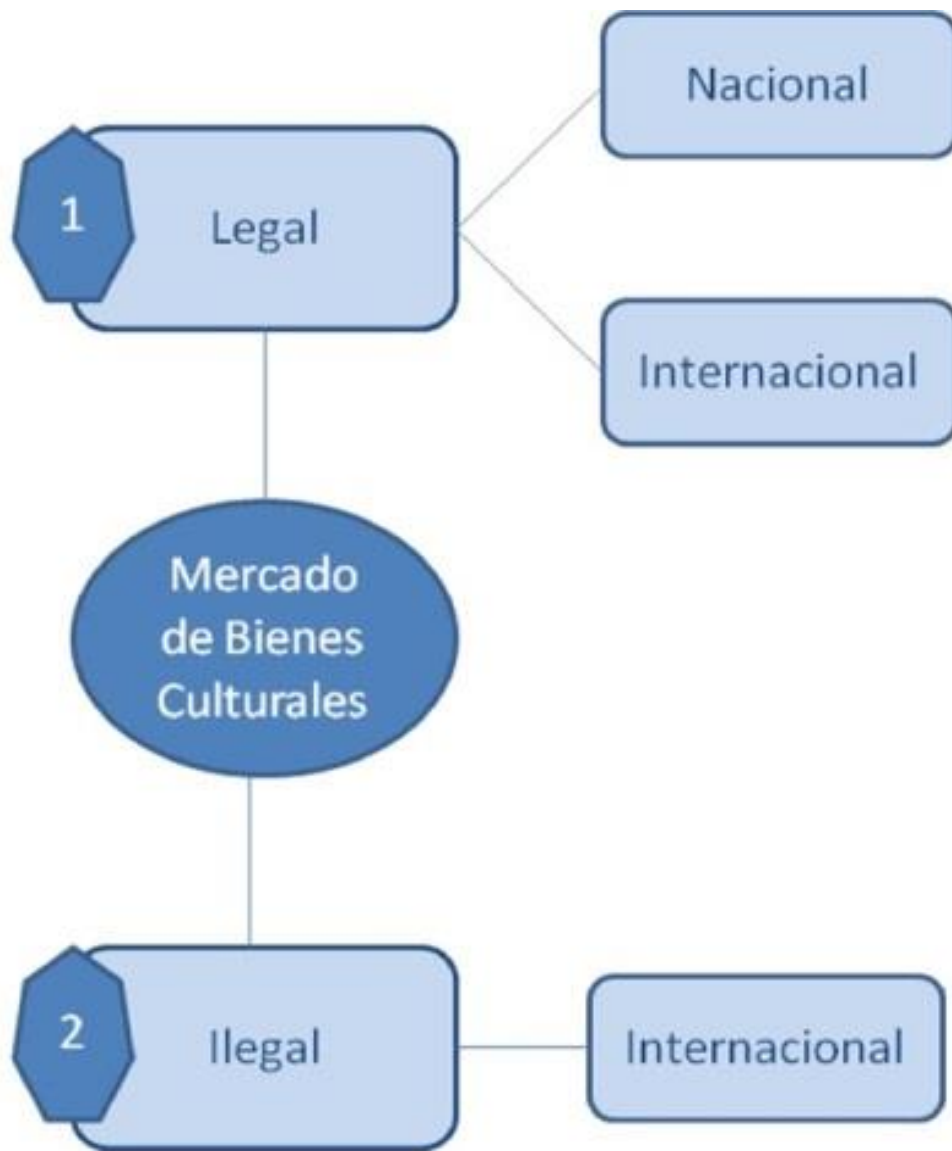 Nacional
1
Legal
Internacional
Mercado
de Bienes
Culturales
2
Ilegal
Internacional